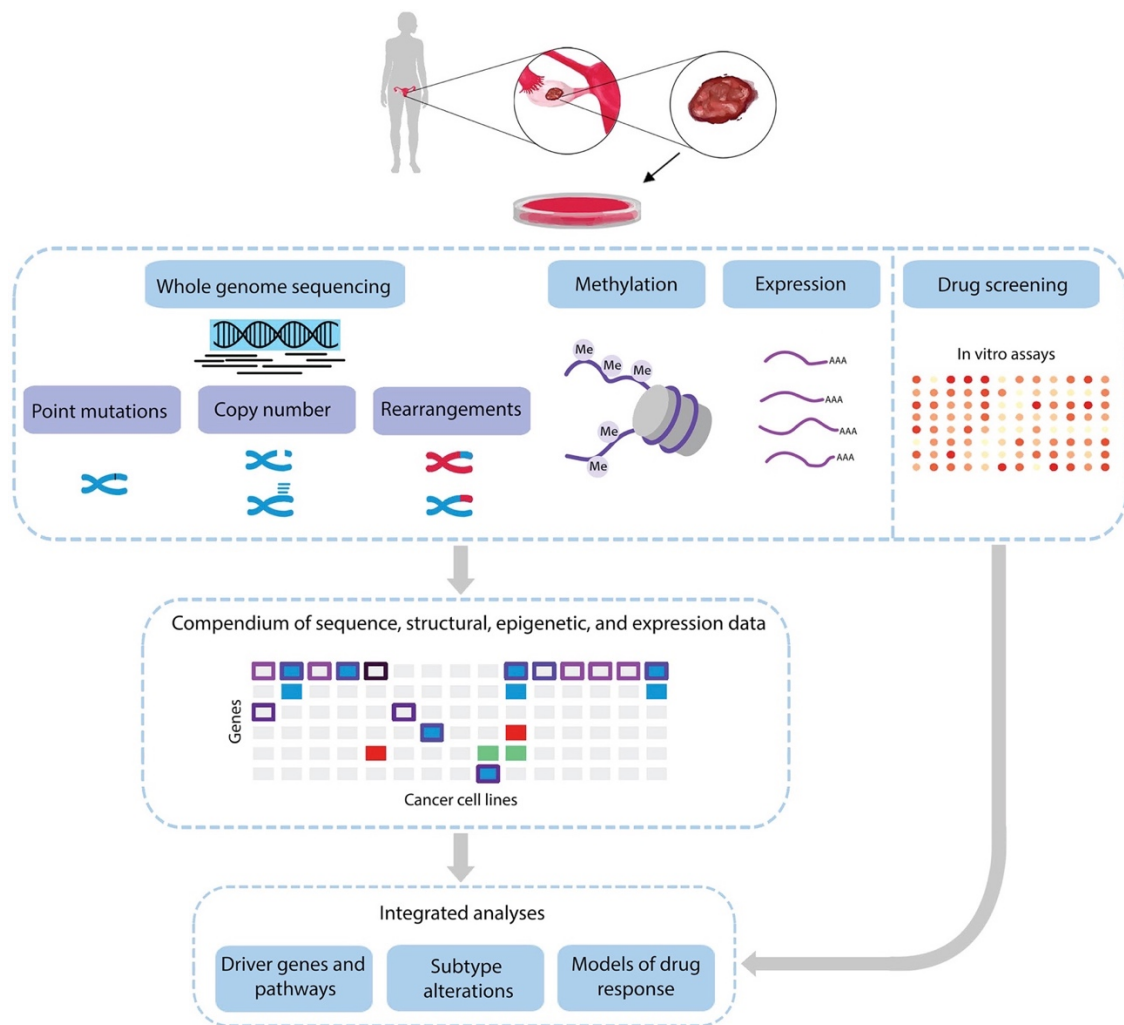 Whole genome sequencing
Methylation
Expression
Drug screening
Me
Me
Me
Me
Me
AAA
AAA
AAA
AAA
In vitro assays
Point mutations
Copy number
Rearrangements
Compendium of sequence, structural, epigenetic, and expression data
Genes
Cancer cell lines
Integrated analyses
Driver genes and
pathways
Subtype
alterations
Models of drug
response